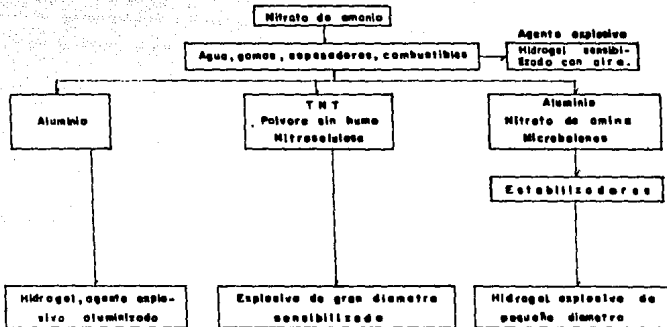 Nitrato de amonio
Agua, gomas, espesadores, combustibles
Agente explosivo
Hidrogel sensibi-
lizado con aire.
Aluminio
TNT
Polvora sin humo
Nitrocelulosa
Aluminio
Nitrato de amina
Microbalones
Estabilizadores
Hidrogel, agente explo-
sivo aluminizado
Explosivo de gran diametro
sensibilizado
Hidrogel explosivo de
pequeño diametro